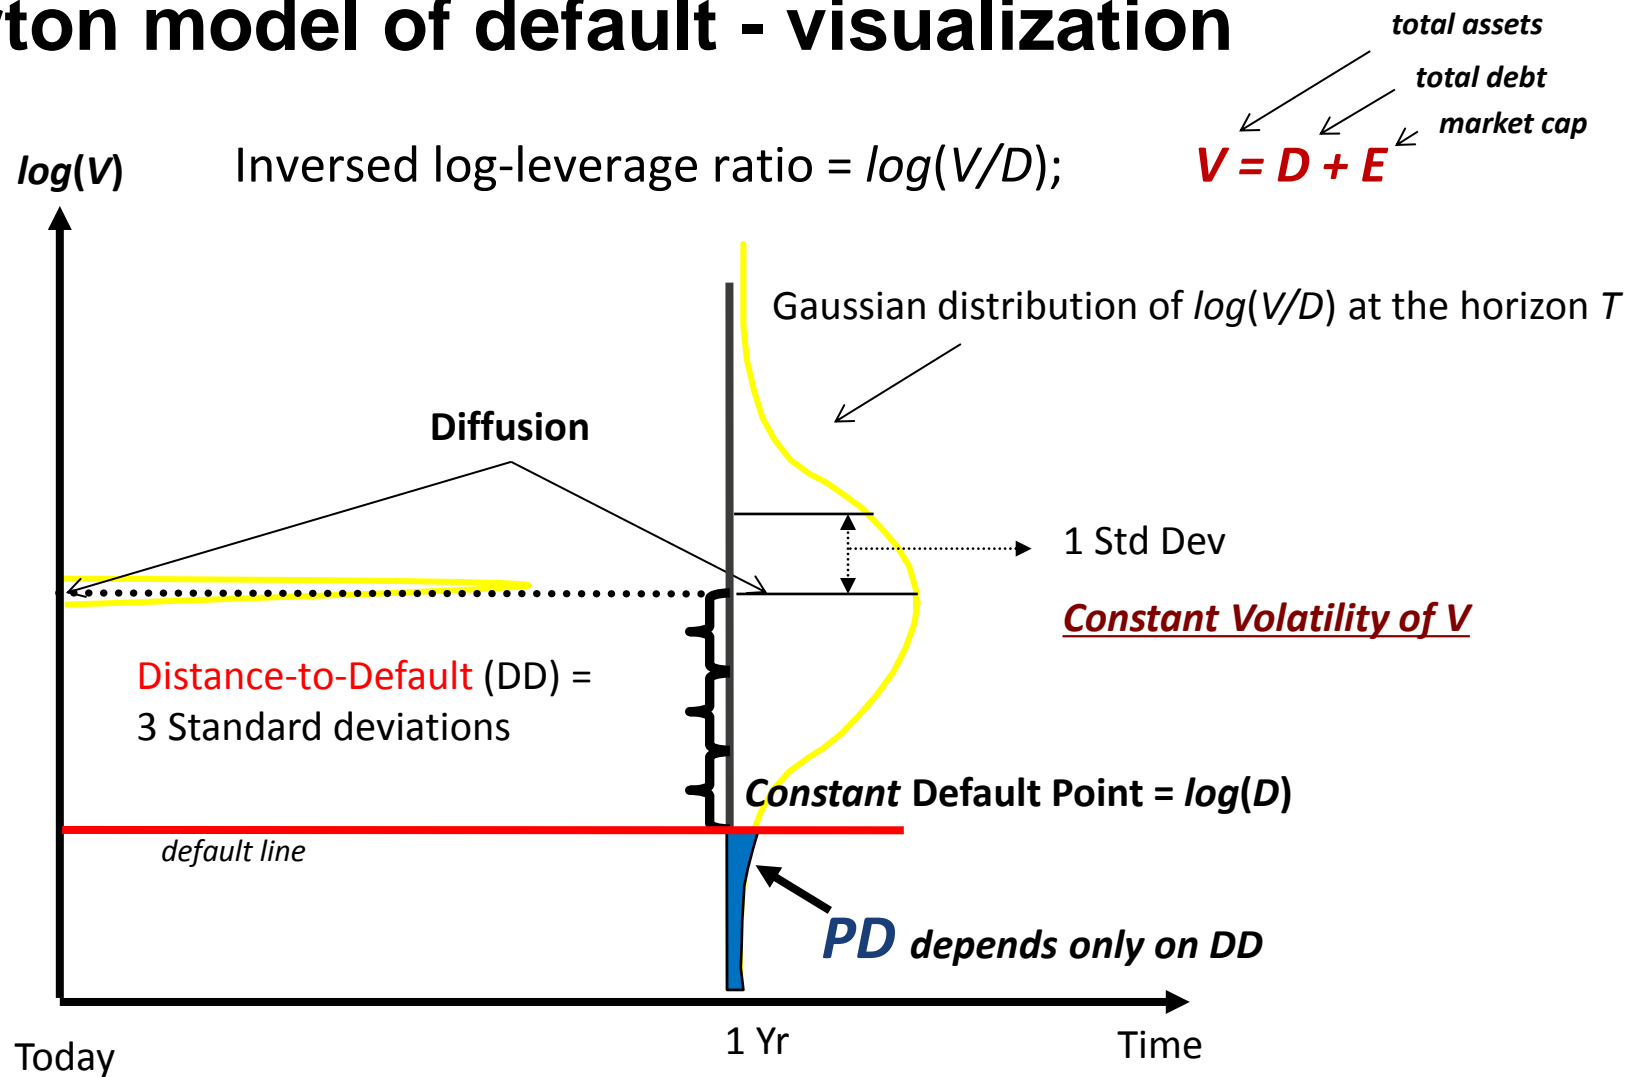 ton model of default - visualization
total assets
total debt
market cap
log(V)
Inversed log-leverage ratio = log(V/D);
V = D + E
Gaussian distribution of log(V/D) at the horizon T
Diffusion
1 Std Dev
Constant Volatility of V
Distance-to-Default (DD) =
3 Standard deviations
Constant Default Point = log(D)
default line
PD depends only on DD
1 Yr
Time
Today